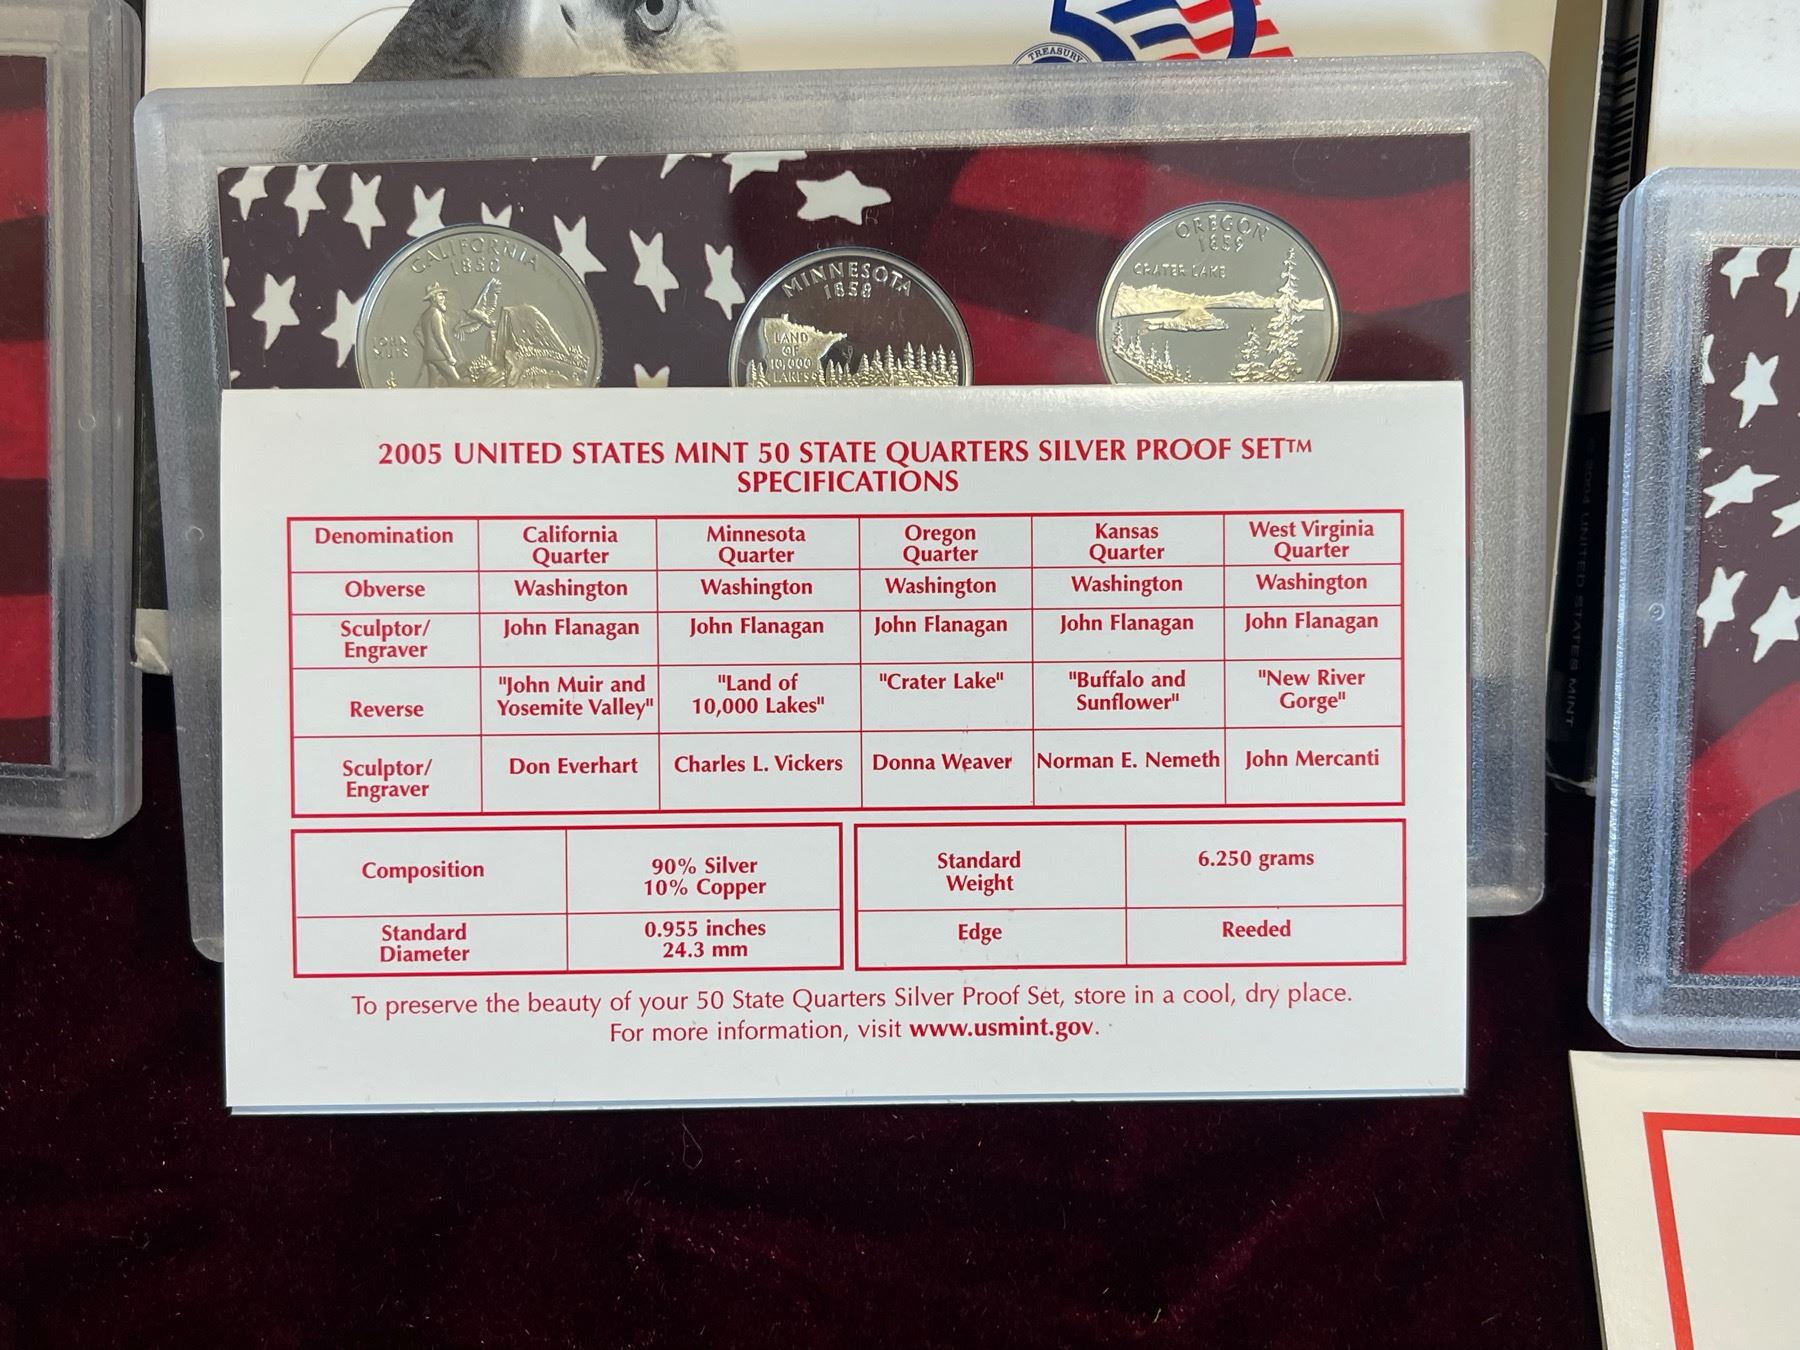 TREASURY
CALIFORNIA
1850
JOHN
MUIR
MINNESOTA
1858
LAND
OF
10,000
LAKES
OREGON
1859
CRATER LAKE
2005 UNITED STATES MINT 50 STATE QUARTERS SILVER PROOF SET™
SPECIFICATIONS
Denomination
California
Quarter
Minnesota
Quarter
Oregon
Quarter
Kansas
Quarter
West Virginia
Quarter
Obverse
Washington
Washington
Washington
Washington
Washington
Sculptor/
Engraver
John Flanagan
John Flanagan
John Flanagan
John Flanagan
John Flanagan
Reverse
"John Muir and
Yosemite Valley"
"Land of
10,000 Lakes"
"Crater Lake"
"Buffalo and
Sunflower"
"New River
Gorge"
Sculptor/
Engraver
Don Everhart
Charles L. Vickers
Donna Weaver
Norman E. Nemeth
John Mercanti
Composition
90% Silver
10% Copper
Standard
Diameter
0.955 inches
24.3 mm
Standard
Weight
6.250 grams
Edge
Reeded
To preserve the beauty of your 50 State Quarters Silver Proof Set, store in a cool, dry place.
For more information, visit www.usmint.gov.
© 2004 UNITED STATES MINT